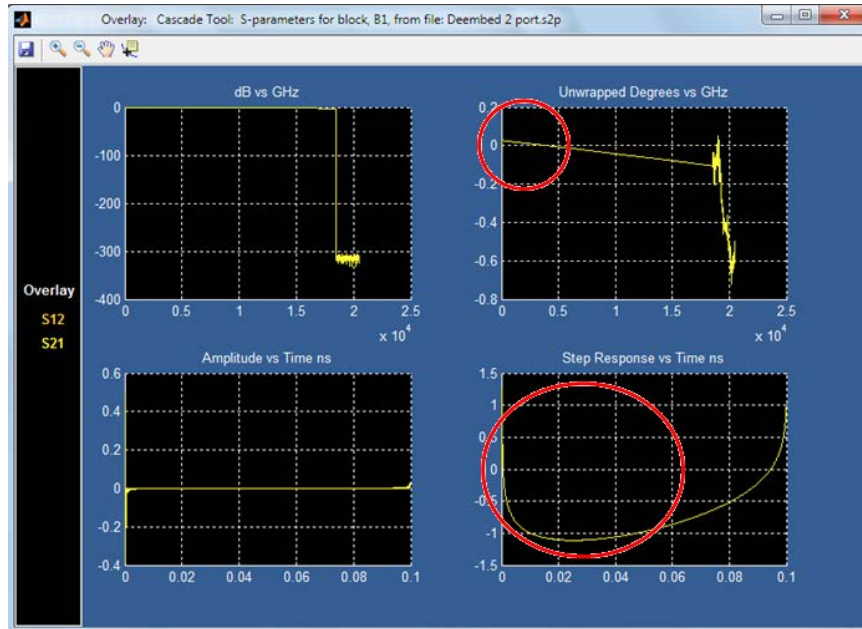 Overlay: Cascade Tool: S-parameters for block, B1, from file: Deembed 2 port.s2p
Overlay
S12
S21
dB vs GHz
0
-100
-200
-300
-400
0 0.5 1 1.5 2 2.5
x 10⁴
Unwrapped Degrees vs GHz
0.2
0
-0.2
-0.4
-0.6
-0.8
0 0.5 1 1.5 2 2.5
x 10⁴
Amplitude vs Time ns
0.6
0.4
0.2
0
-0.2
-0.4
0 0.02 0.04 0.06 0.08 0.1
Step Response vs Time ns
1.5
1
0.5
0
-0.5
-1
-1.5
0 0.02 0.04 0.06 0.08 0.1